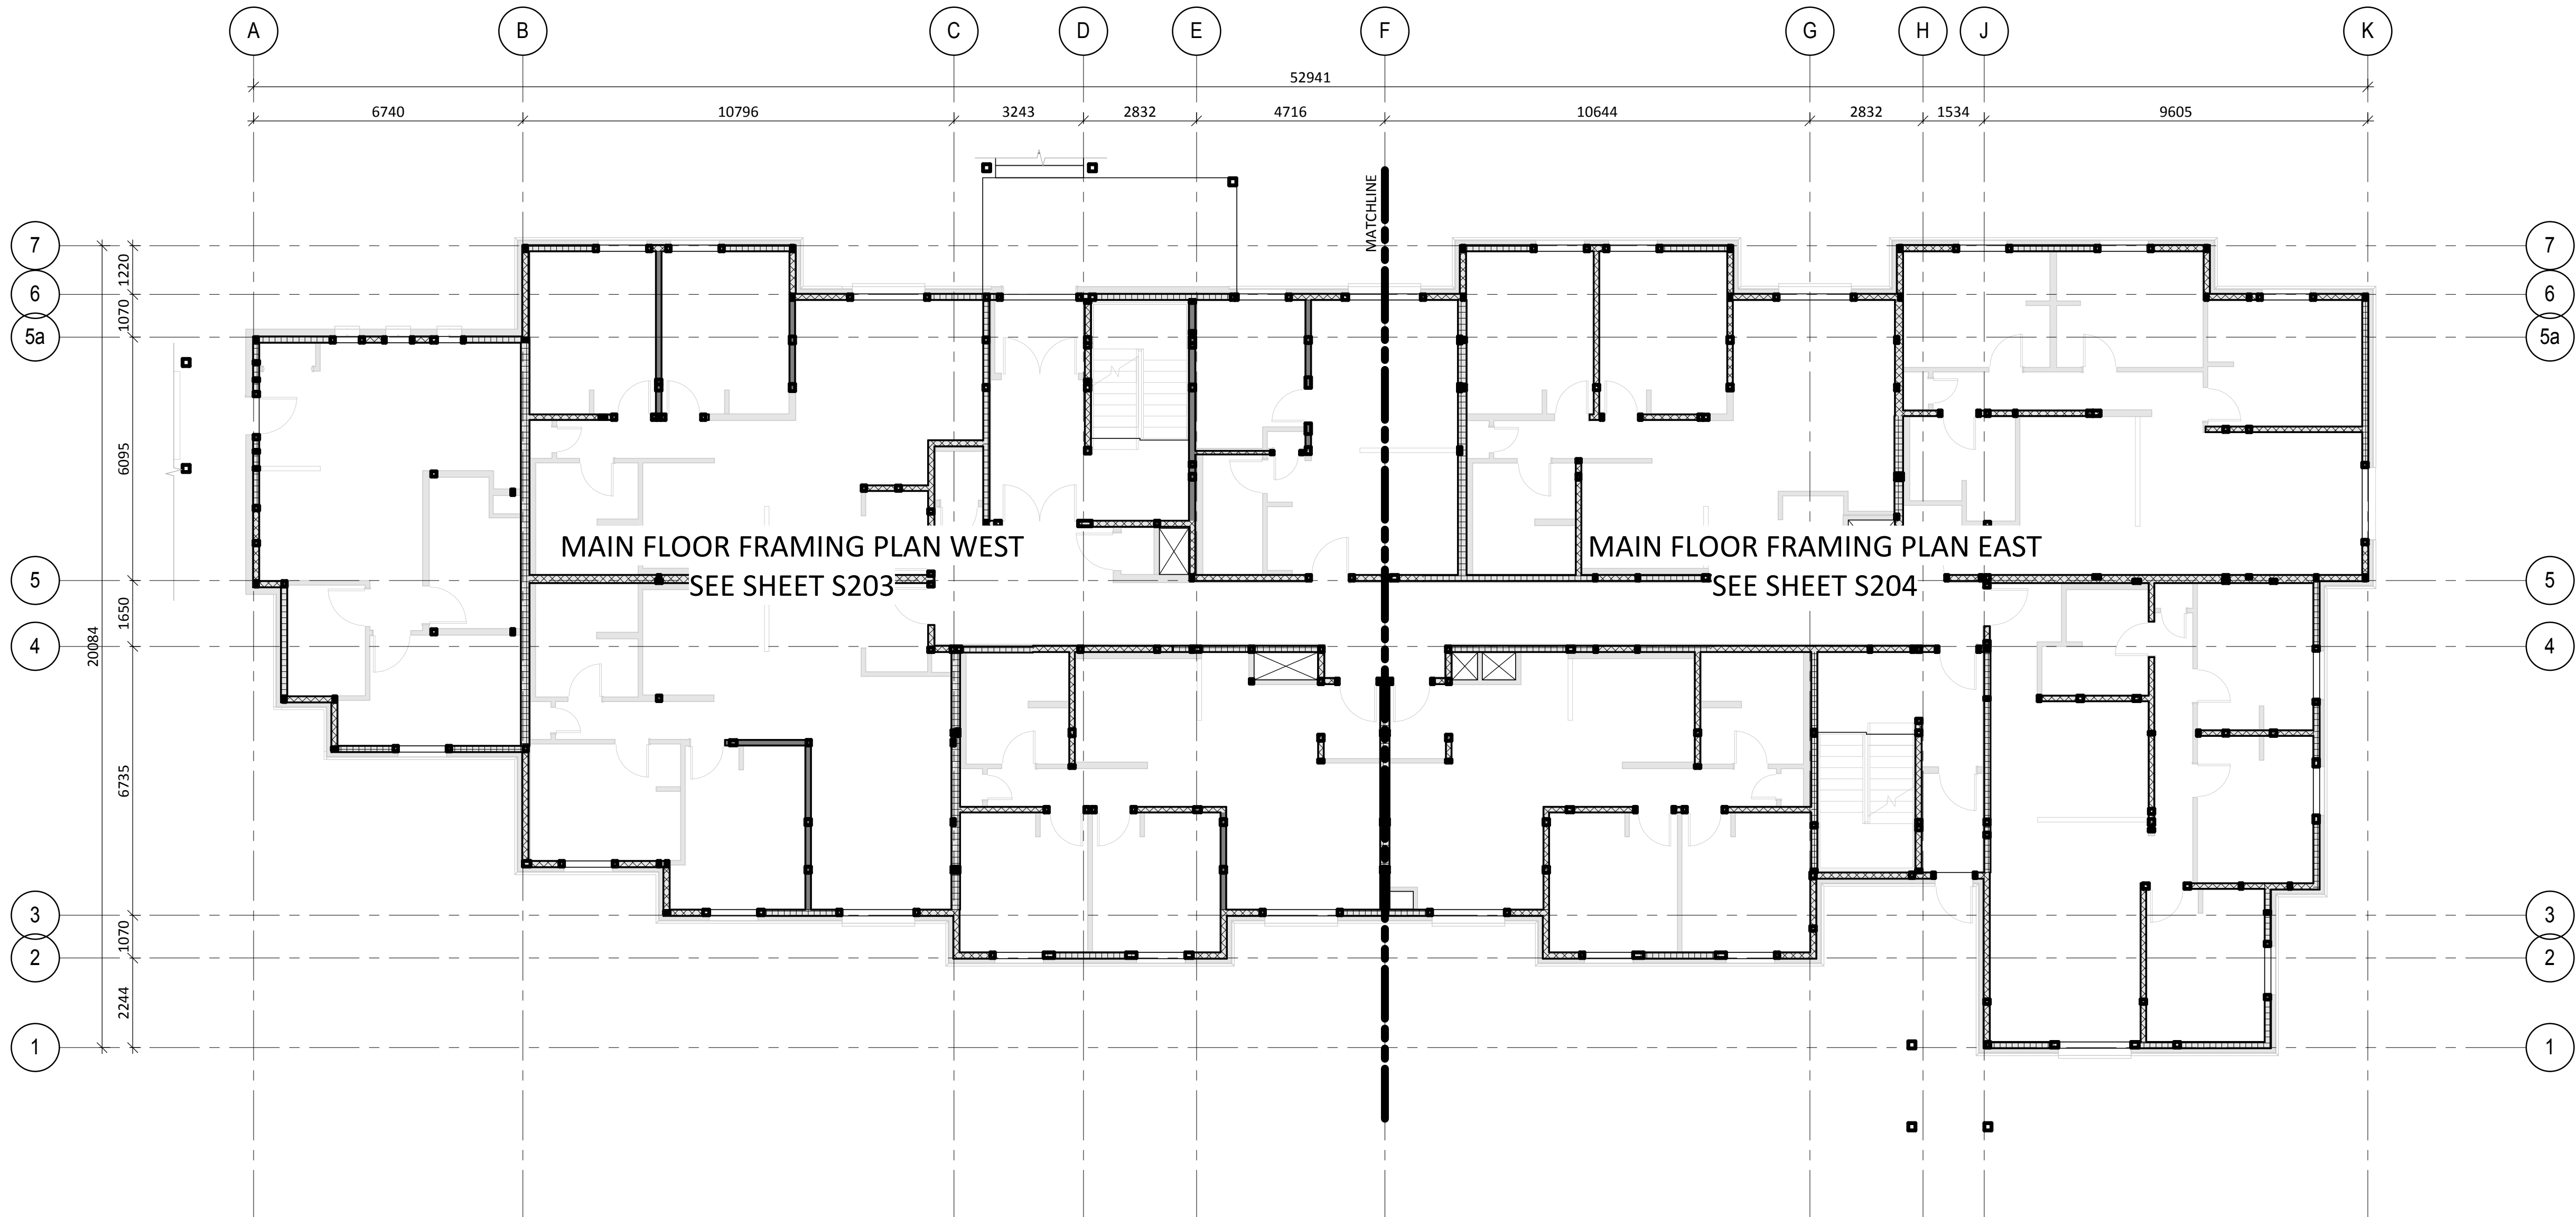 A B C D E F G H J K
52941
6740 10796 3243 2832 4716 10644 2832 1534 9605
MATCHLINE
7 7
1220
6 6
1070
5a 5a
6095
MAIN FLOOR FRAMING PLAN WEST
SEE SHEET S203
MAIN FLOOR FRAMING PLAN EAST
SEE SHEET S204
5 5
1650
20084
4 4
6735
3 3
1070
2 2
2244
1 1